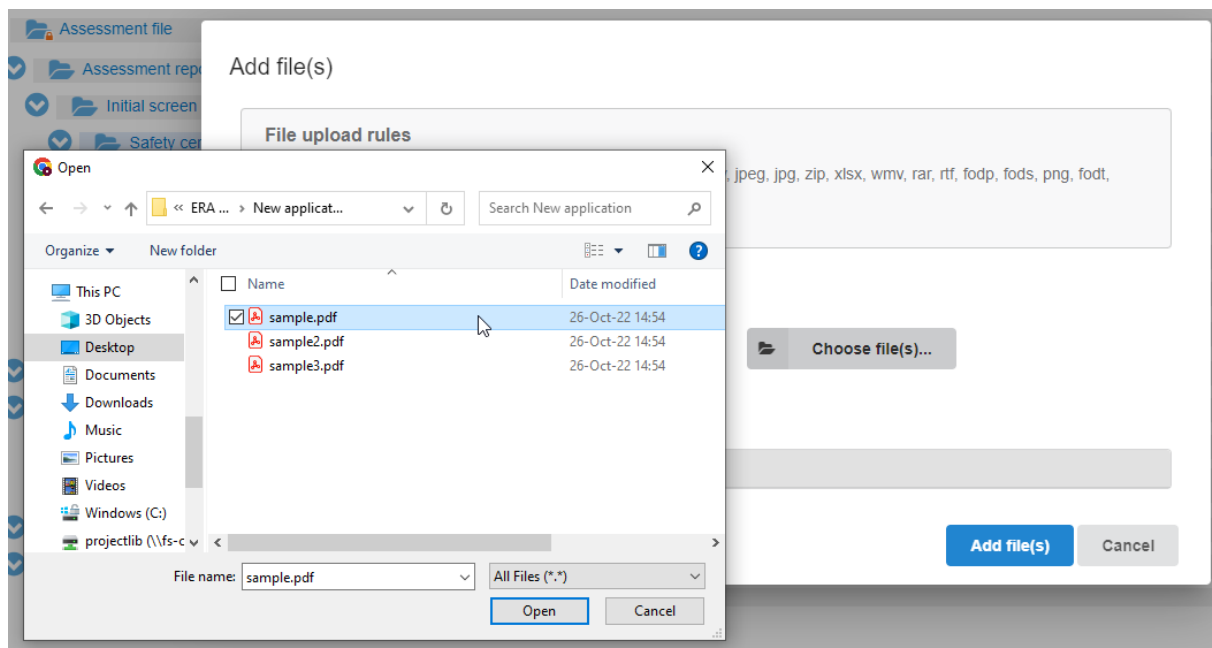 Assessment file
Assessment repo
Initial screen
Safety cer
Add file(s)
File upload rules
, jpeg, jpg, zip, xlsx, wmv, rar, rtf, fodp, fods, png, fodt,
Choose file(s)...
Add file(s) Cancel
Open
« ERA ... › New applicat... Search New application
Organize New folder
Name Date modified
This PC
3D Objects
Desktop
Documents
Downloads
Music
Pictures
Videos
Windows (C:)
projectlib (\\fs-c
sample.pdf 26-Oct-22 14:54
sample2.pdf 26-Oct-22 14:54
sample3.pdf 26-Oct-22 14:54
File name: sample.pdf All Files (*.*)
Open Cancel